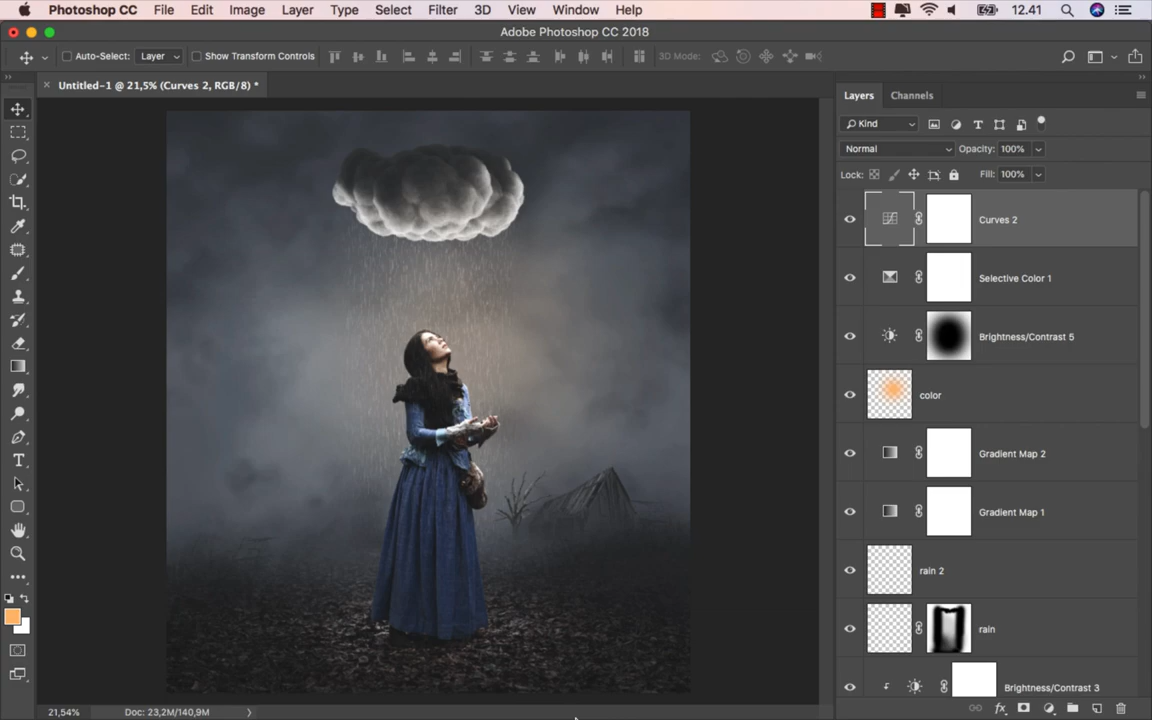 Photoshop CC File Edit Image Layer Type Select Filter 3D View Window Help 12.41
Adobe Photoshop CC 2018
Auto-Select: Layer Show Transform Controls 3D Mode:
Untitled-1 @ 21,5% (Curves 2, RGB/8) *
Layers Channels
Kind
Normal Opacity: 100%
Lock: Fill: 100%
Curves 2
Selective Color 1
Brightness/Contrast 5
color
Gradient Map 2
Gradient Map 1
rain 2
rain
Brightness/Contrast 3
21,54% Doc: 23,2M/140,9M